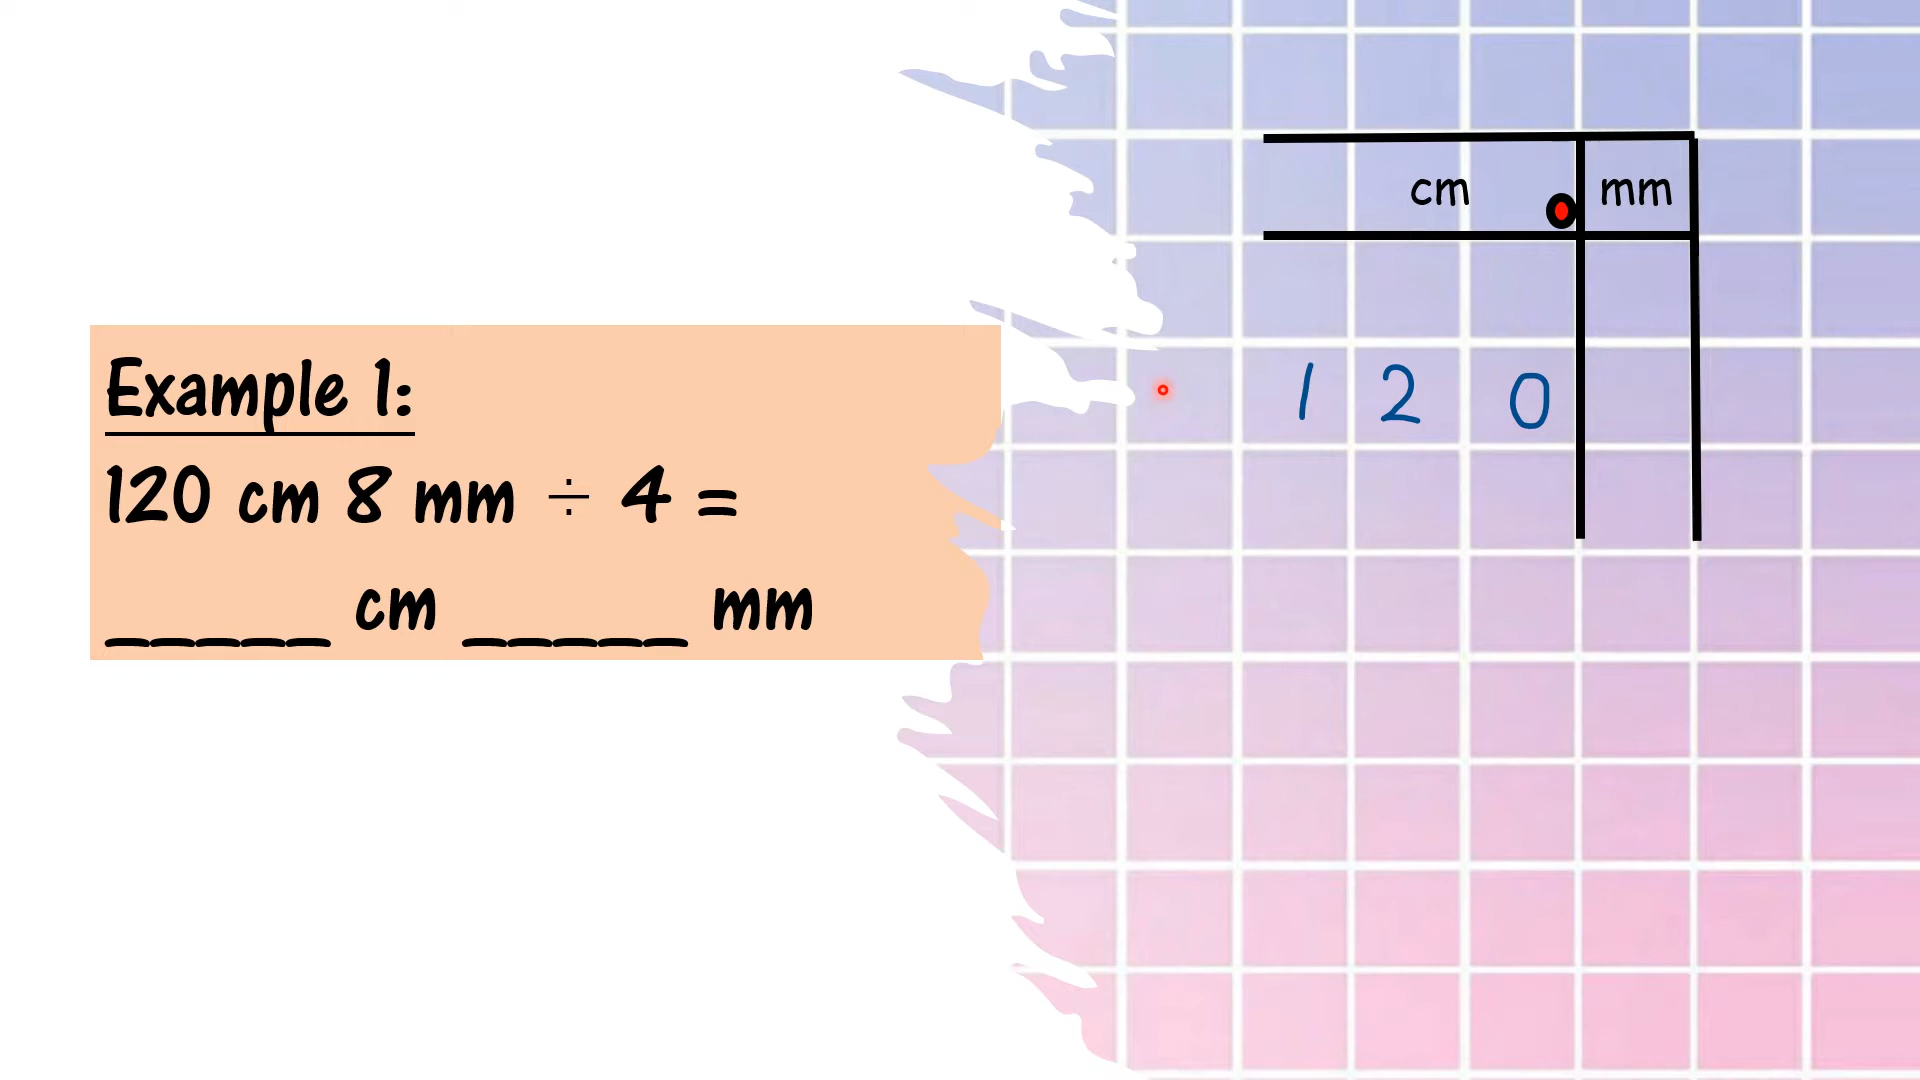 Example 1:
120 cm 8 mm ÷ 4 =
_____ cm _____ mm
cm mm
1 2 0